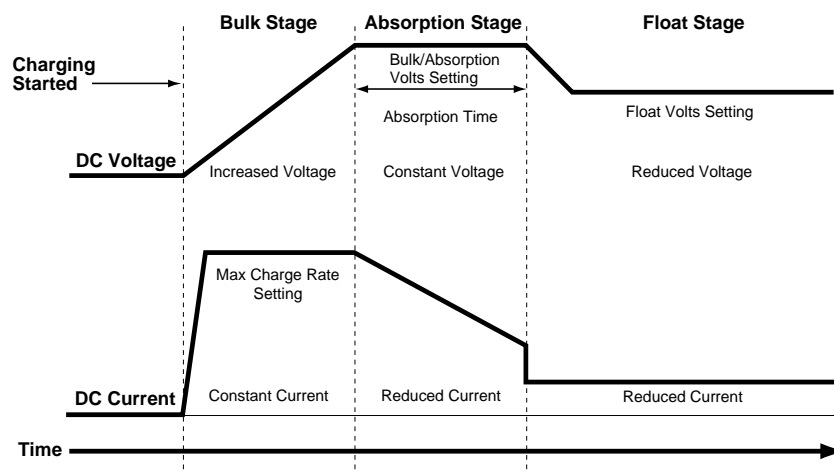 Bulk Stage
Absorption Stage
Float Stage
Charging
Started
Bulk/Absorption
Volts Setting
Absorption Time
Float Volts Setting
DC Voltage
Increased Voltage
Constant Voltage
Reduced Voltage
Max Charge Rate
Setting
DC Current
Constant Current
Reduced Current
Reduced Current
Time